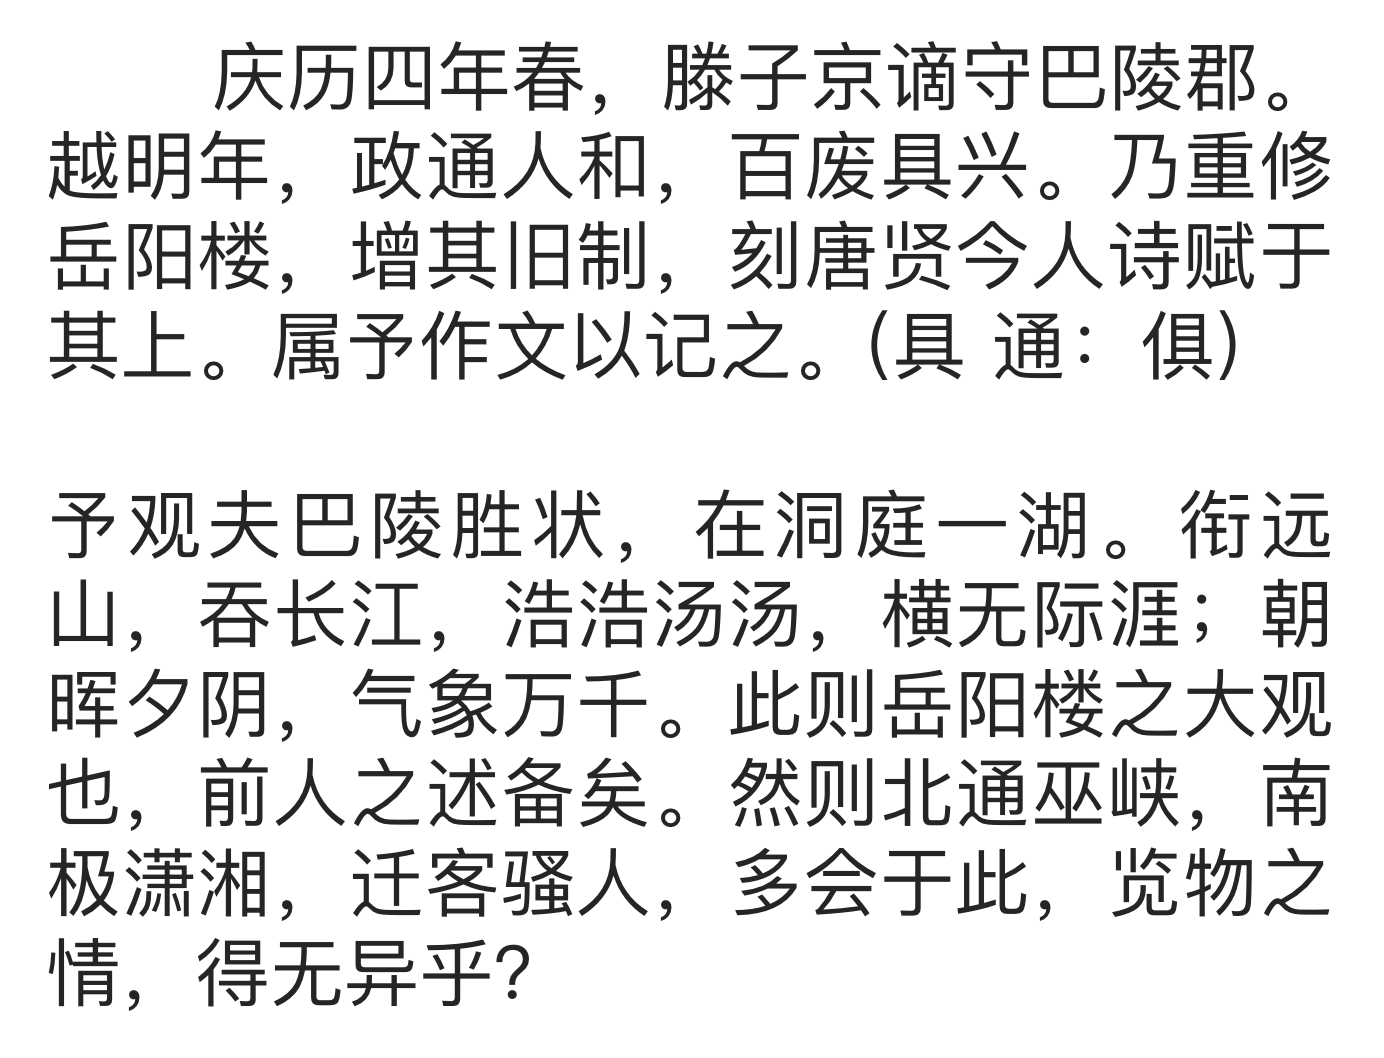 庆历四年春，滕子京谪守巴陵郡。
越明年，政通人和，百废具兴。乃重修
岳阳楼，增其旧制，刻唐贤今人诗赋于
其上。属予作文以记之。(具 通：俱)
予观夫巴陵胜状，在洞庭一湖。衔远
山，吞长江，浩浩汤汤，横无际涯；朝
晖夕阴，气象万千。此则岳阳楼之大观
也，前人之述备矣。然则北通巫峡，南
极潇湘，迁客骚人，多会于此，览物之
情，得无异乎？